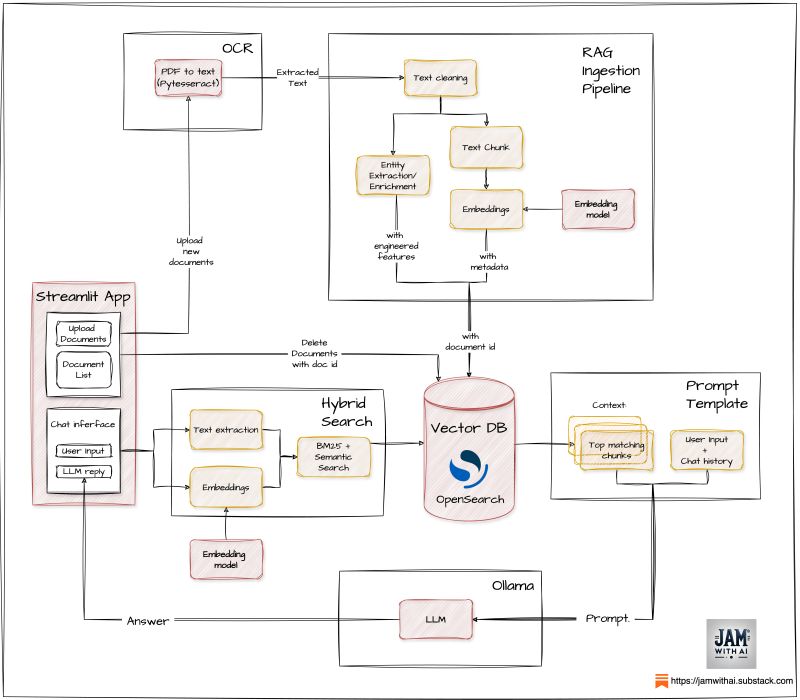 OCR
PDF to text
(Pytesseract)
Extracted
Text
RAG
Ingestion
Pipeline
Text cleaning
Text Chunk
Entity
Extraction/
Enrichment
Embeddings
Embedding
model
with
engineered
features
with
metadata
with
document id
Upload
new
documents
Streamlit App
Upload
Documents
Document
List
Chat inferface
User Input
LLM reply
Delete
Documents
with doc id
Hybrid
Search
Text extraction
Embeddings
BM25 +
Semantic
Search
Embedding
model
Vector DB
OpenSearch
Prompt
Template
Context:
Top matching
chunks
User Input
+
Chat history
Ollama
LLM
Answer
Prompt.
JAM
WITH AI
https://jamwithai.substack.com